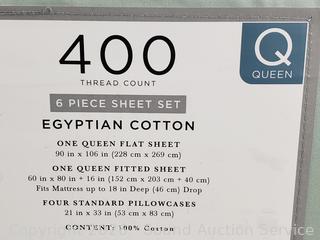 400
THREAD COUNT
Q
QUEEN
6 PIECE SHEET SET
EGYPTIAN COTTON
ONE QUEEN FLAT SHEET
90 in x 106 in (228 cm x 269 cm)
ONE QUEEN FITTED SHEET
60 in x 80 in + 16 in (152 cm x 203 cm + 40 cm)
Fits Mattress up to 18 in Deep (46 cm) Drop
FOUR STANDARD PILLOWCASES
21 in x 33 in (53 cm x 83 cm)
CONTENT: 100% Cotton